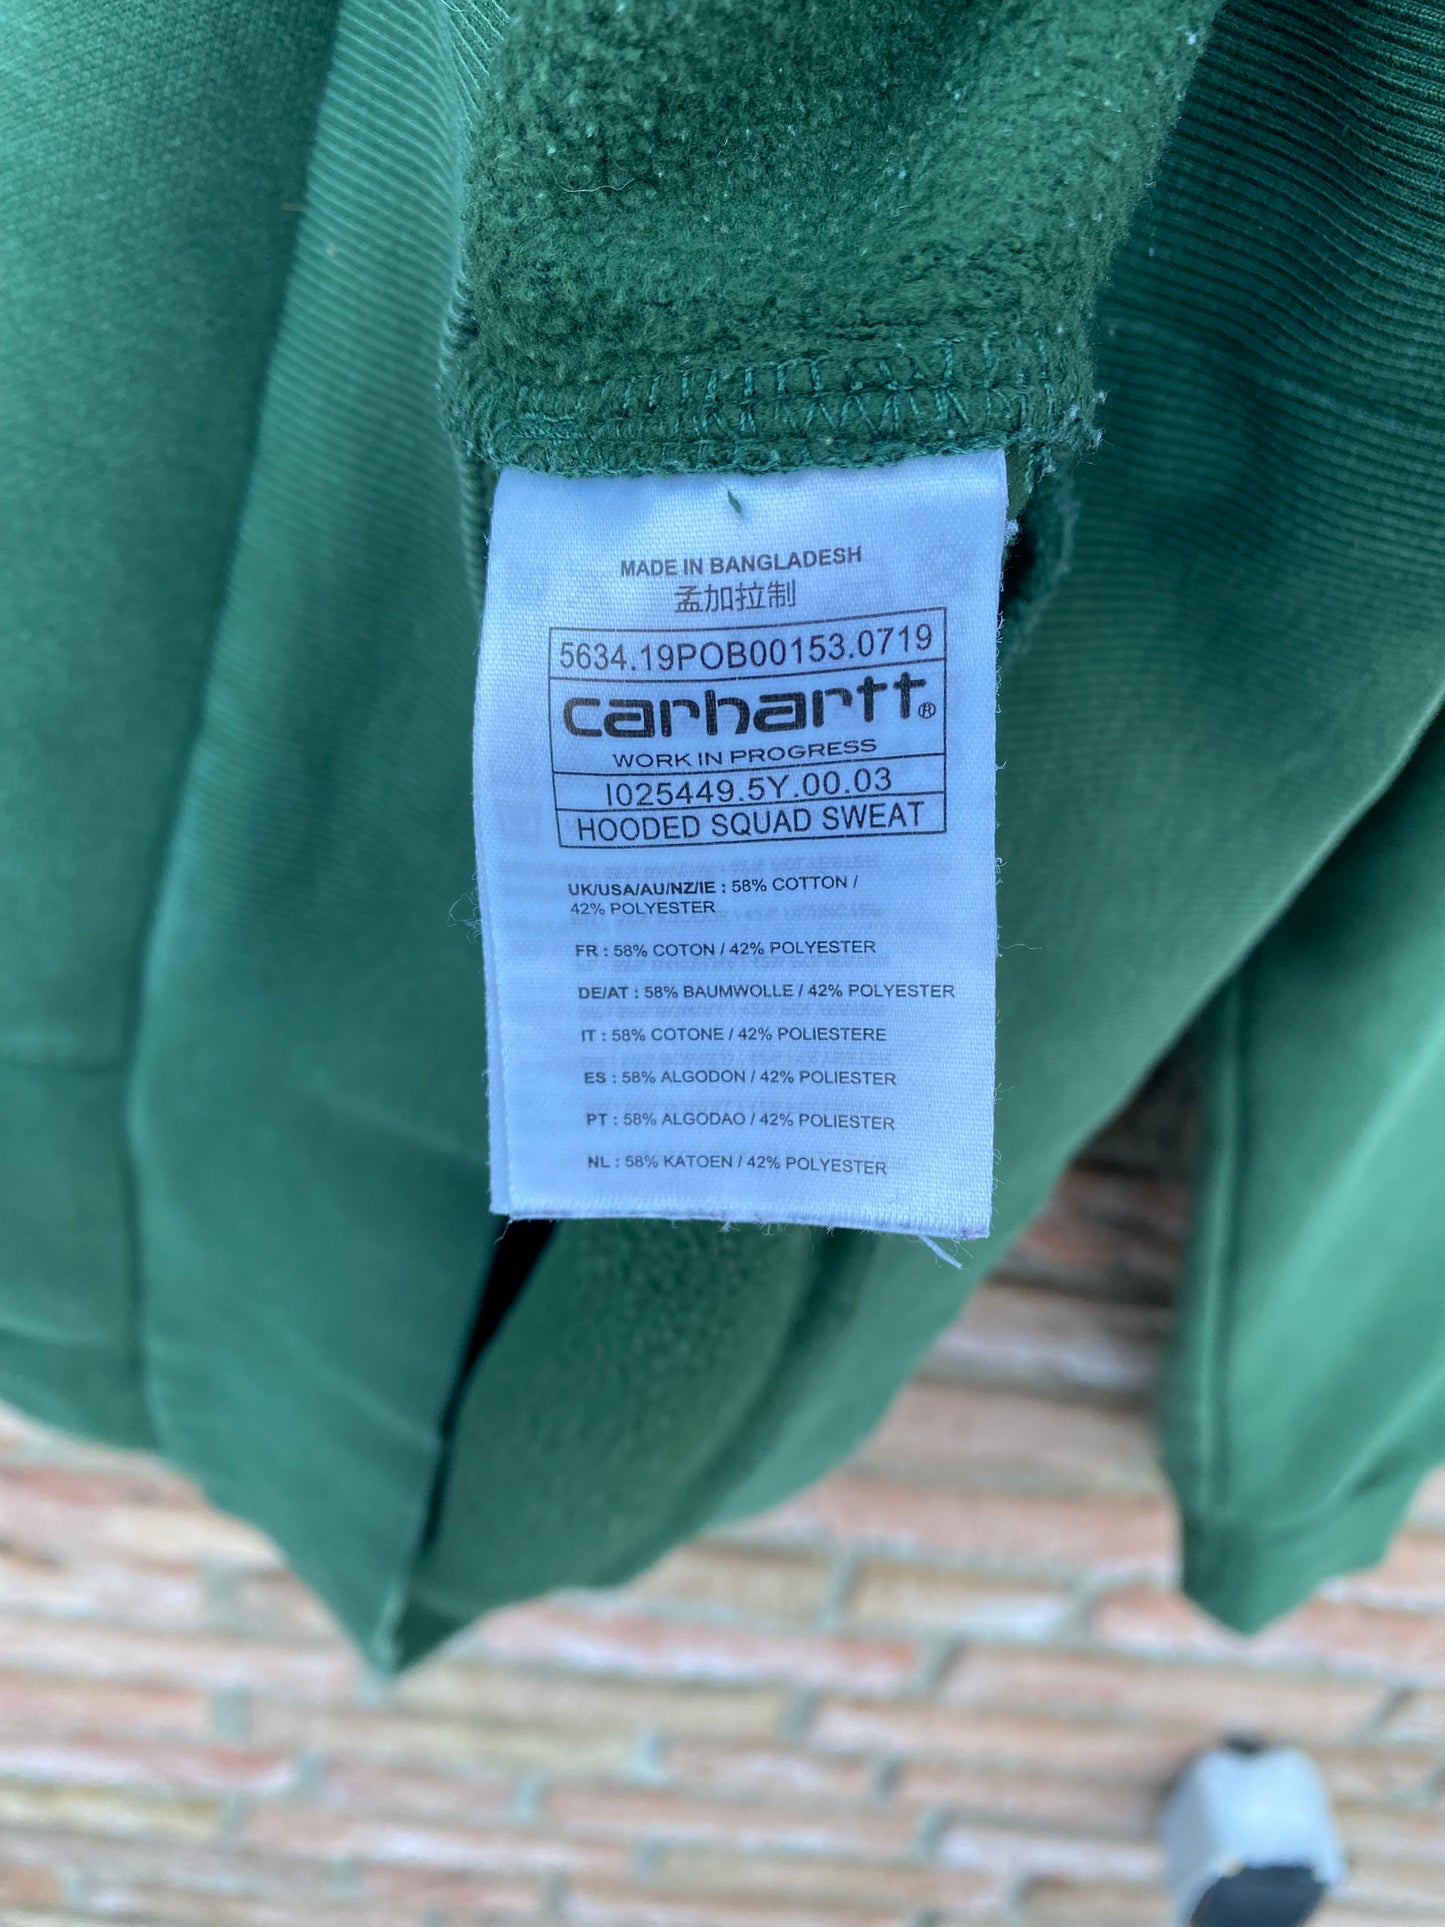 MADE IN BANGLADESH
孟加拉制
5634.19POB00153.0719
carhartt®
WORK IN PROGRESS
I025449.5Y.00.03
HOODED SQUAD SWEAT
UK/USA/AU/NZ/IE : 58% COTTON /
42% POLYESTER
FR : 58% COTON / 42% POLYESTER
DE/AT : 58% BAUMWOLLE / 42% POLYESTER
IT : 58% COTONE / 42% POLIESTERE
ES : 58% ALGODON / 42% POLIESTER
PT : 58% ALGODAO / 42% POLIESTER
NL : 58% KATOEN / 42% POLYESTER